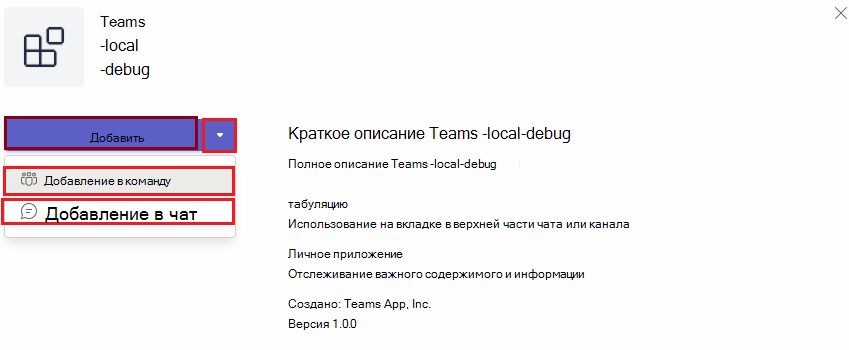 Teams
-local
-debug
Добавить
Добавление в команду
Добавление в чат
Краткое описание Teams -local-debug
Полное описание Teams -local-debug
табуляцию
Использование на вкладке в верхней части чата или канала
Личное приложение
Отслеживание важного содержимого и информации
Создано: Teams App, Inc.
Версия 1.0.0